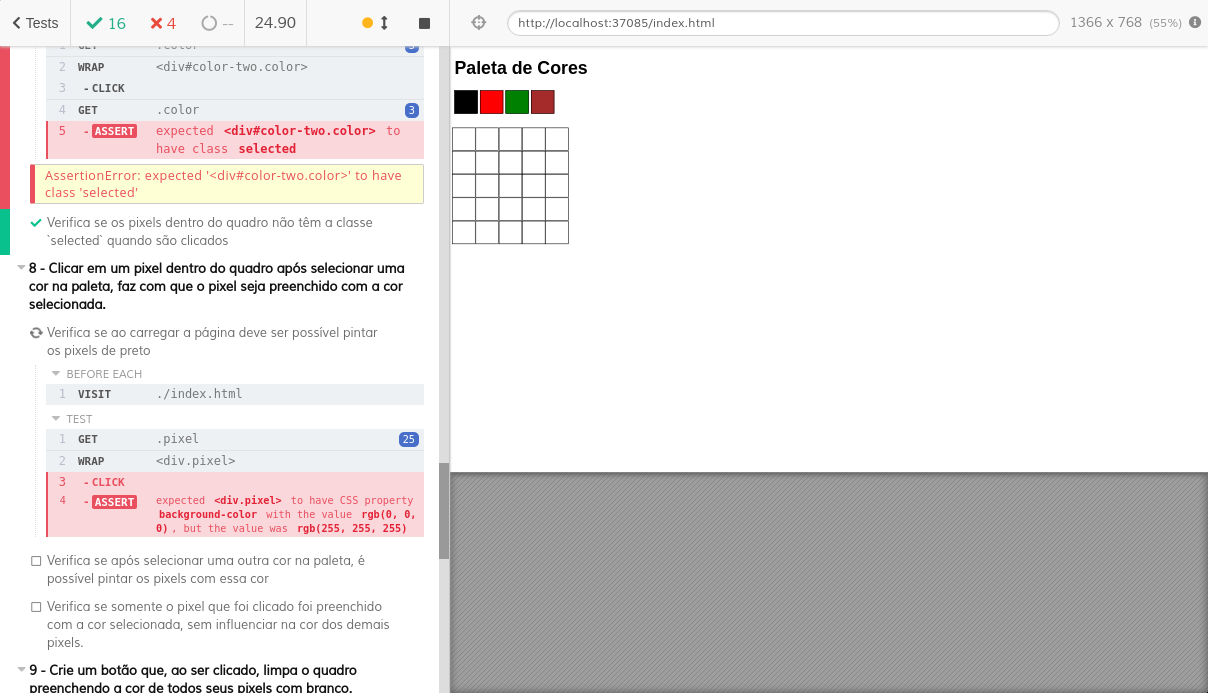 Tests 16 4 -- 24.90 http://localhost:37085/index.html 1366 x 768 (55%)
1 GET .color 3
2 WRAP <div#color-two.color>
3 - CLICK
4 GET .color 3
5 - ASSERT expected <div#color-two.color> to
have class selected
AssertionError: expected '<div#color-two.color>' to have
class 'selected'
Verifica se os pixels dentro do quadro não têm a classe
`selected` quando são clicados
8 - Clicar em um pixel dentro do quadro após selecionar uma
cor na paleta, faz com que o pixel seja preenchido com a cor
selecionada.
Verifica se ao carregar a página deve ser possível pintar
os pixels de preto
BEFORE EACH
1 VISIT ./index.html
TEST
1 GET .pixel 25
2 WRAP <div.pixel>
3 - CLICK
4 - ASSERT expected <div.pixel> to have CSS property
background-color with the value rgb(0, 0,
0), but the value was rgb(255, 255, 255)
Verifica se após selecionar uma outra cor na paleta, é
possível pintar os pixels com essa cor
Verifica se somente o pixel que foi clicado foi preenchido
com a cor selecionada, sem influenciar na cor dos demais
pixels.
9 - Crie um botão que, ao ser clicado, limpa o quadro
preenchendo a cor de todos seus pixels com branco.
Paleta de Cores